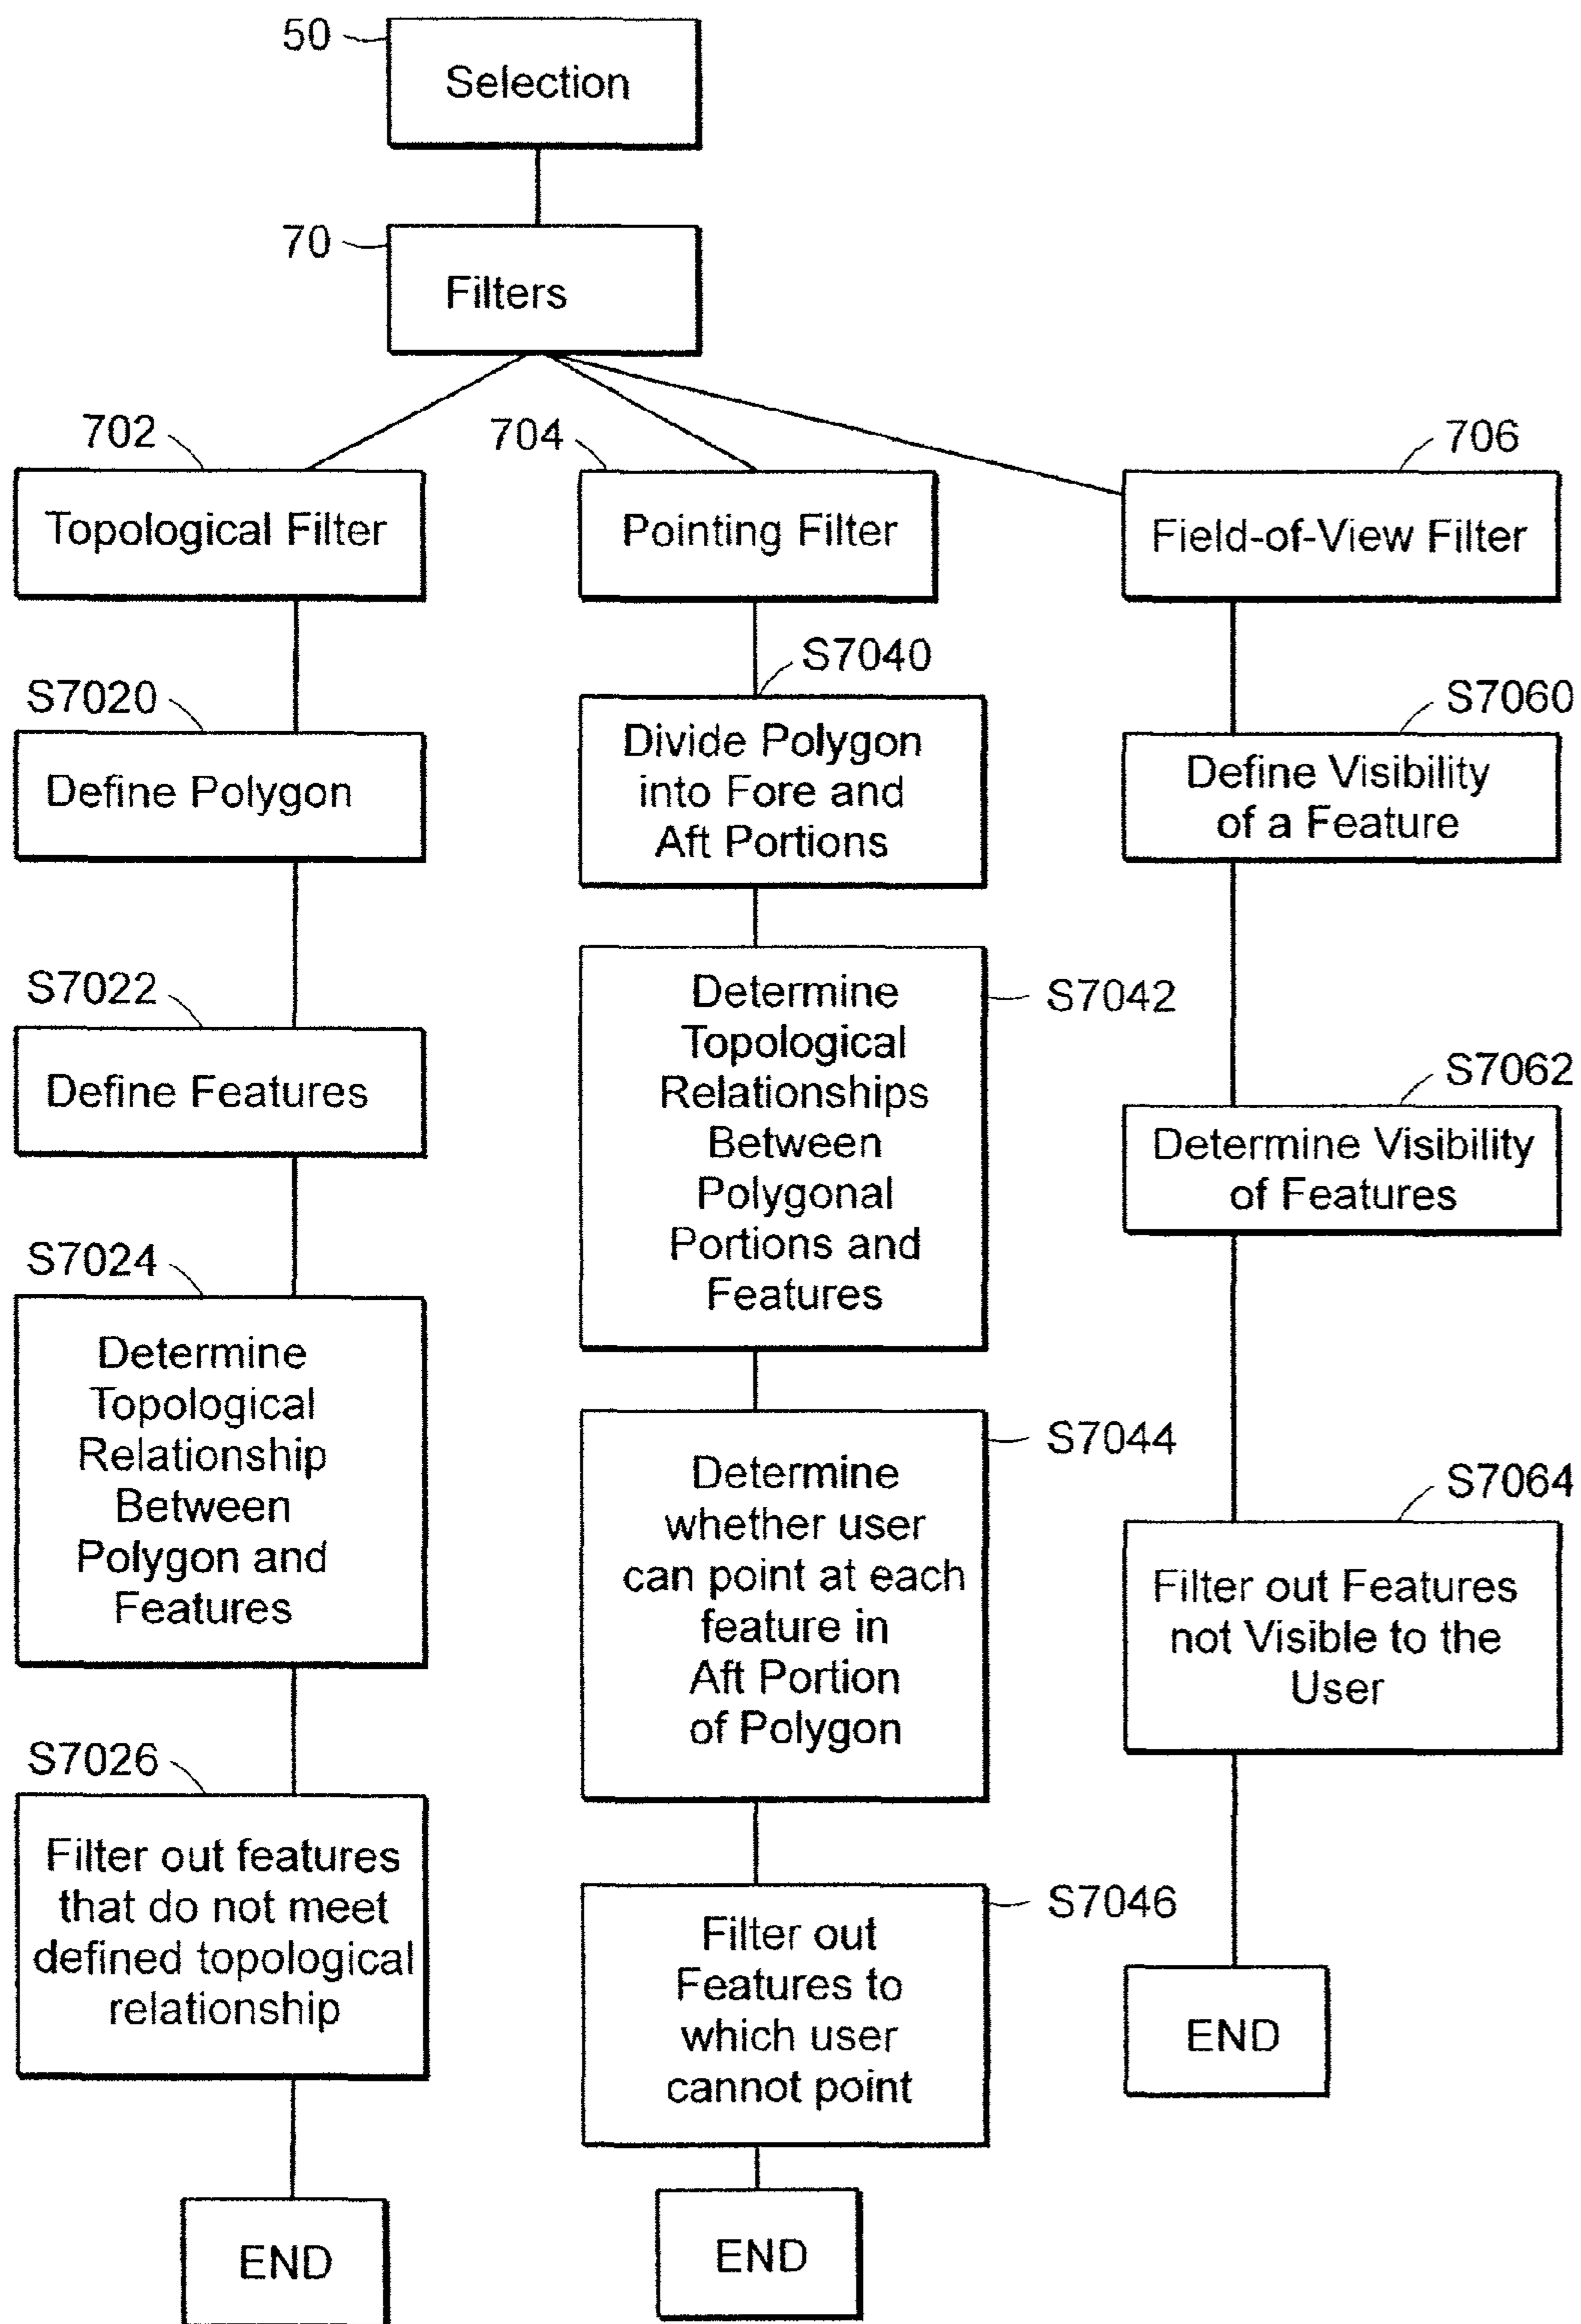 50
Selection
70
Filters
702
Topological Filter
S7020
Define Polygon
S7022
Define Features
S7024
Determine
Topological
Relationship
Between
Polygon and
Features
S7026
Filter out features
that do not meet
defined topological
relationship
END
704
Pointing Filter
S7040
Divide Polygon
into Fore and
Aft Portions
S7042
Determine
Topological
Relationships
Between
Polygonal
Portions and
Features
S7044
Determine
whether user
can point at each
feature in
Aft Portion
of Polygon
S7046
Filter out
Features to
which user
cannot point
END
706
Field-of-View Filter
S7060
Define Visibility
of a Feature
S7062
Determine Visibility
of Features
S7064
Filter out Features
not Visible to the
User
END